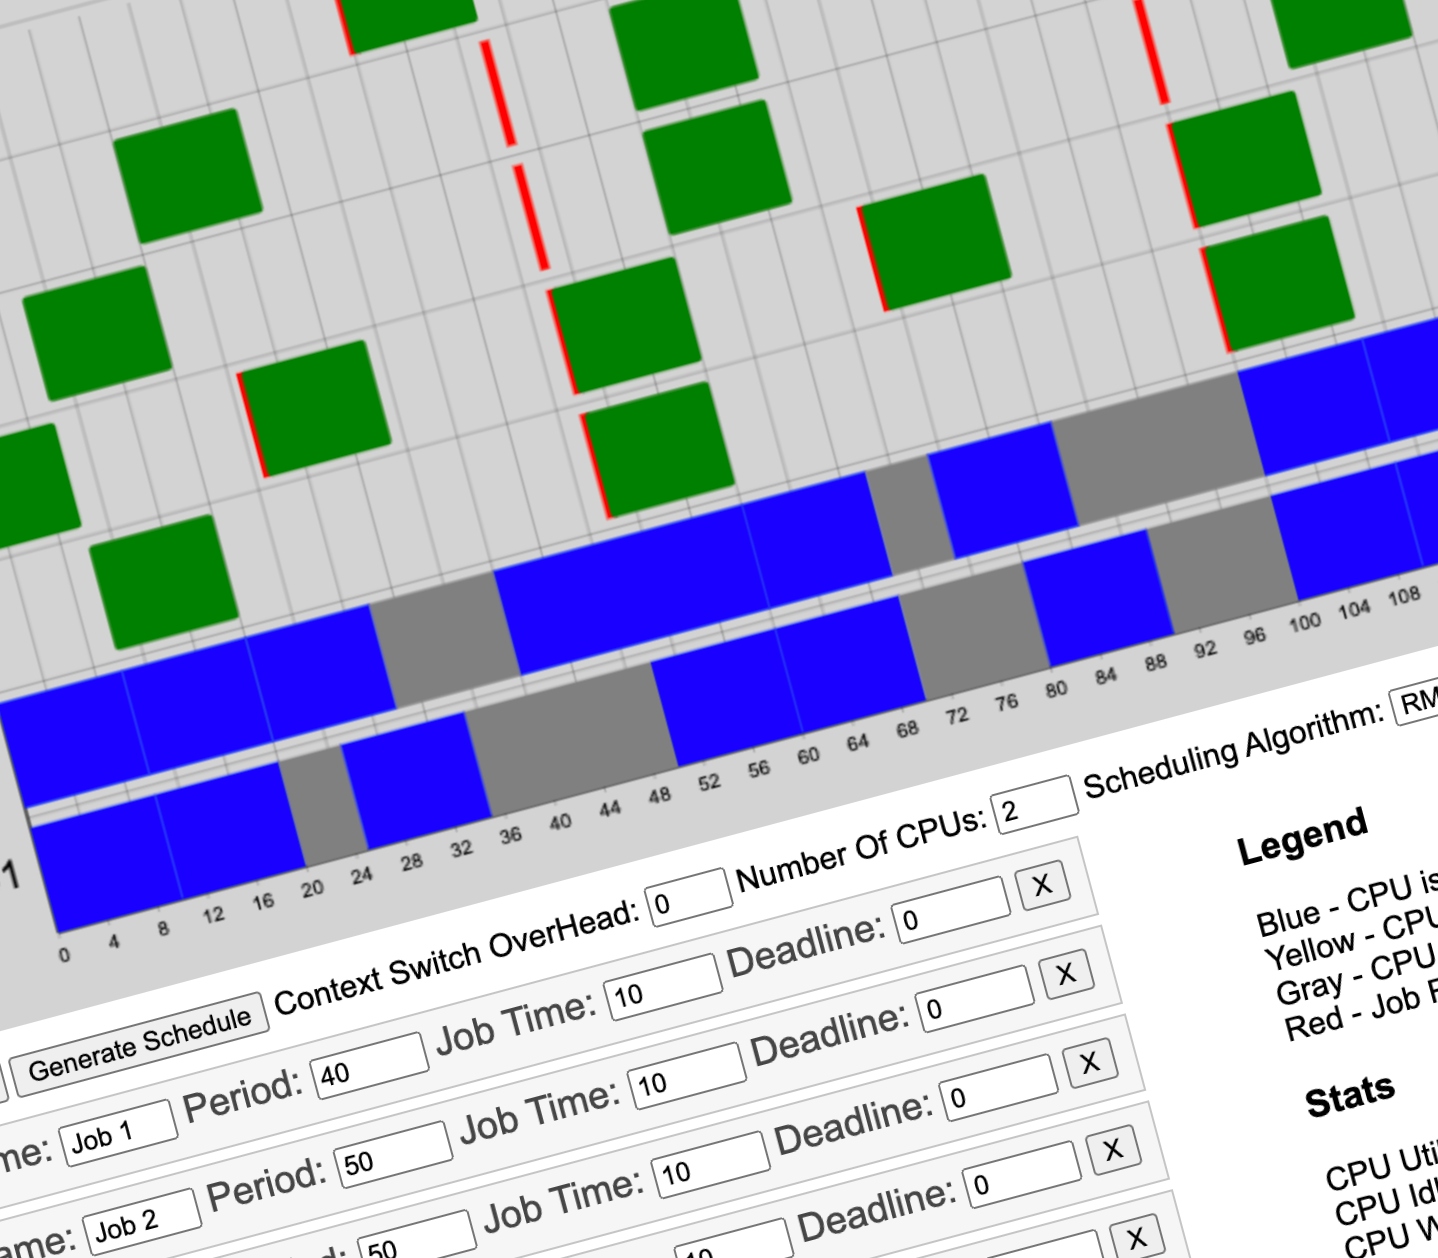 1
0 4 8 12 16 20 24 28 32 36 40 44 48 52 56 60 64 68 72 76 80 84 88 92 96 100 104 108
Generate Schedule Context Switch OverHead: 0 Number Of CPUs: 2 Scheduling Algorithm: RM
me: Job 1 Period: 40 Job Time: 10 Deadline: 0 X
ame: Job 2 Period: 50 Job Time: 10 Deadline: 0 X
d: 50 Job Time: 10 Deadline: 0 X
10 Deadline: 0 X
X
Legend
Blue - CPU is
Yellow - CPU
Gray - CPU
Red - Job
Stats
CPU Uti
CPU Idl
CPU W